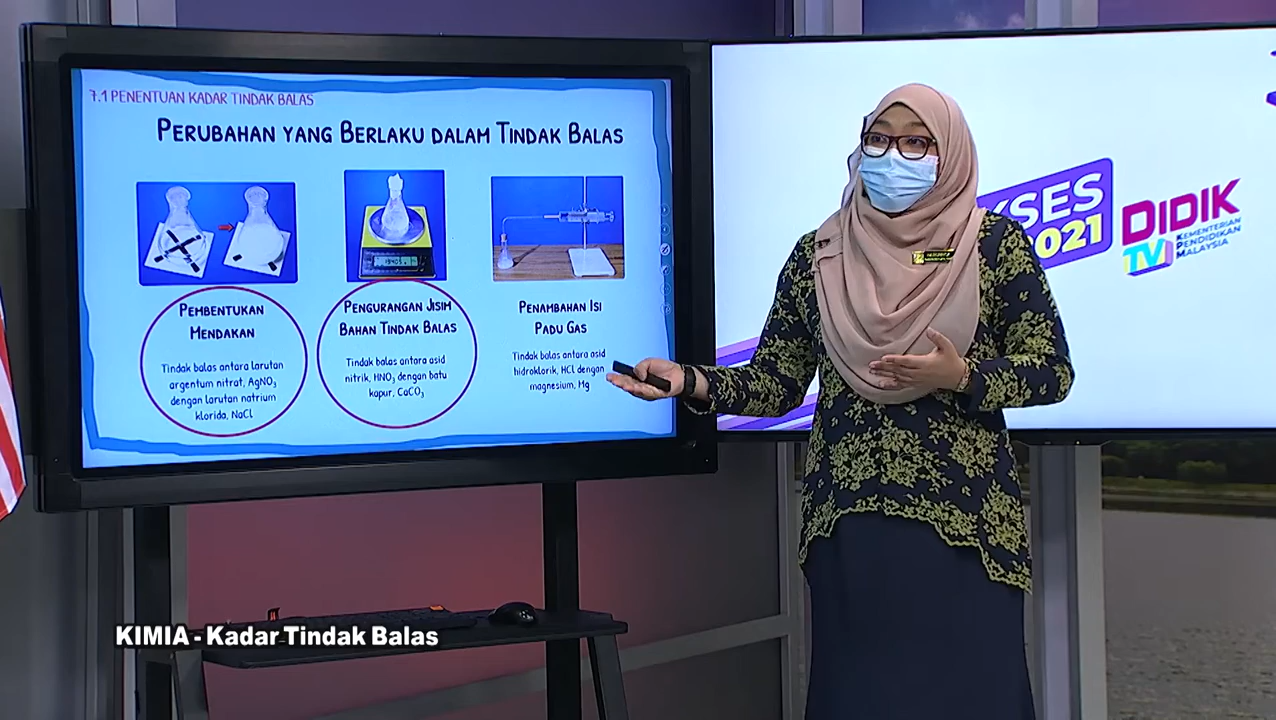 7.1 PENENTUAN KADAR TINDAK BALAS
PERUBAHAN YANG BERLAKU DALAM TINDAK BALAS
PEMBENTUKAN
MENDAKAN
Tindak balas antara larutan
argentum nitrat, AgNO₃
dengan larutan natrium
klorida, NaCl
PENGURANGAN JISIM
BAHAN TINDAK BALAS
Tindak balas antara asid
nitrik, HNO₃ dengan batu
kapur, CaCO₃
PENAMBAHAN ISI
PADU GAS
Tindak balas antara asid
hidroklorik, HCl dengan
magnesium, Mg
KSES
2021
DIDIK
TV
KEMENTERIAN
PENDIDIKAN
MALAYSIA
KIMIA - Kadar Tindak Balas